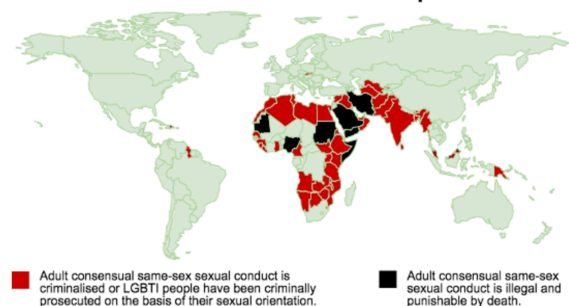 Adult consensual same-sex sexual conduct is
criminalised or LGBTI people have been criminally
prosecuted on the basis of their sexual orientation.
Adult consensual same-sex
sexual conduct is illegal and
punishable by death.